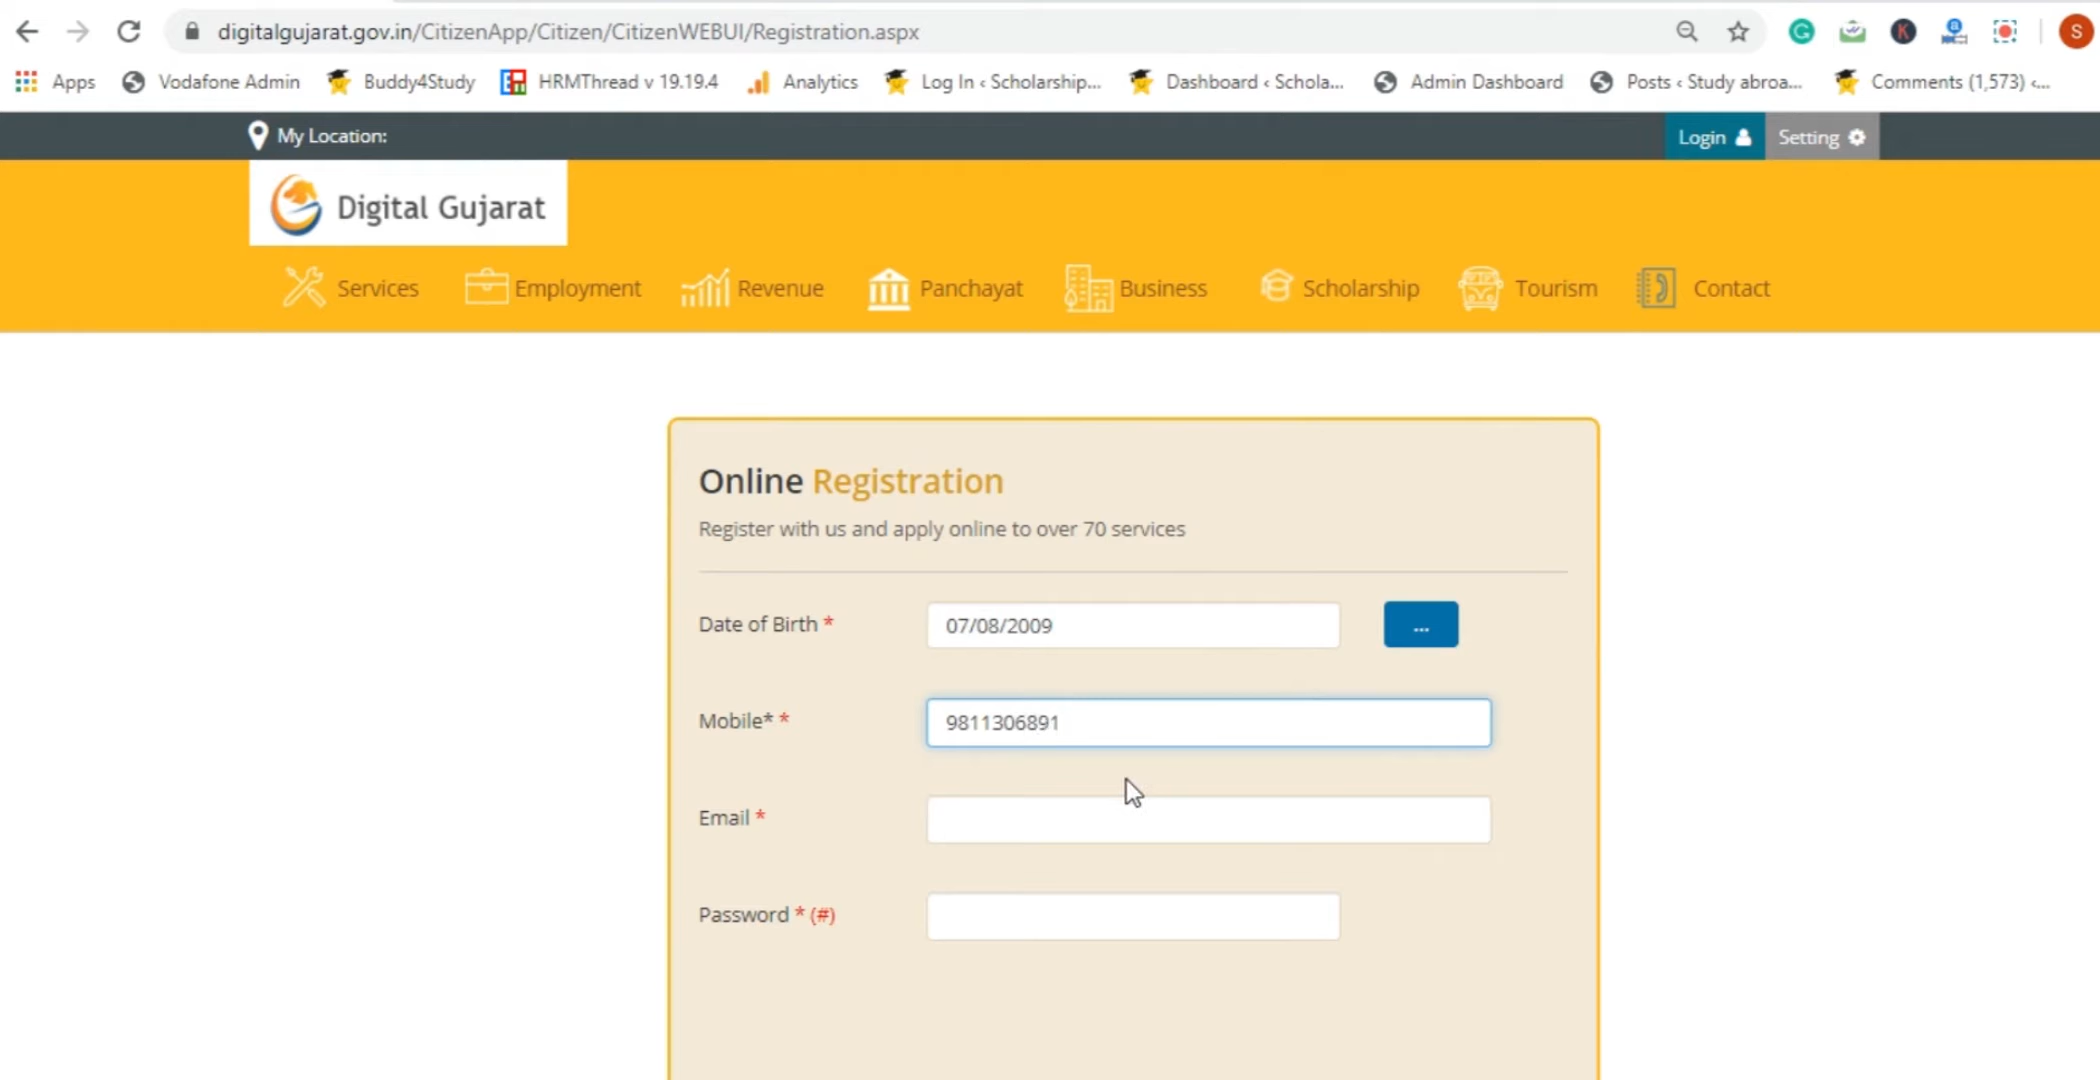 digitalgujarat.gov.in/CitizenApp/Citizen/CitizenWEBUI/Registration.aspx
S
Apps Vodafone Admin Buddy4Study HRMThread v 19.19.4 Analytics Log In ‹ Scholarship... Dashboard ‹ Schola... Admin Dashboard Posts ‹ Study abroa... Comments (1,573) ‹...
My Location: Login Setting
Digital Gujarat
Services Employment Revenue Panchayat Business Scholarship Tourism Contact
Online Registration
Register with us and apply online to over 70 services
Date of Birth * 07/08/2009 ...
Mobile* * 9811306891
Email *
Password * (#)